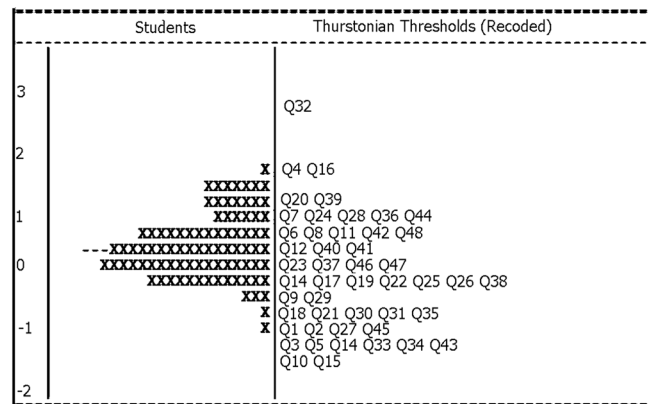 Students Thurstonian Thresholds (Recoded)
3
Q32
2
X Q4 Q16
XXXXXXX
XXXXXXX Q20 Q39
1 XXXXXX Q7 Q24 Q28 Q36 Q44
XXXXXXXXXXXXXX Q6 Q8 Q11 Q42 Q48
---XXXXXXXXXXXXXXXXX Q12 Q40 Q41
0 XXXXXXXXXXXXXXXXXX Q23 Q37 Q46 Q47
XXXXXXXXXXXXX Q14 Q17 Q19 Q22 Q25 Q26 Q38
XXX Q9 Q29
X Q18 Q21 Q30 Q31 Q35
-1 X Q1 Q2 Q27 Q45
Q3 Q5 Q14 Q33 Q34 Q43
Q10 Q15
-2